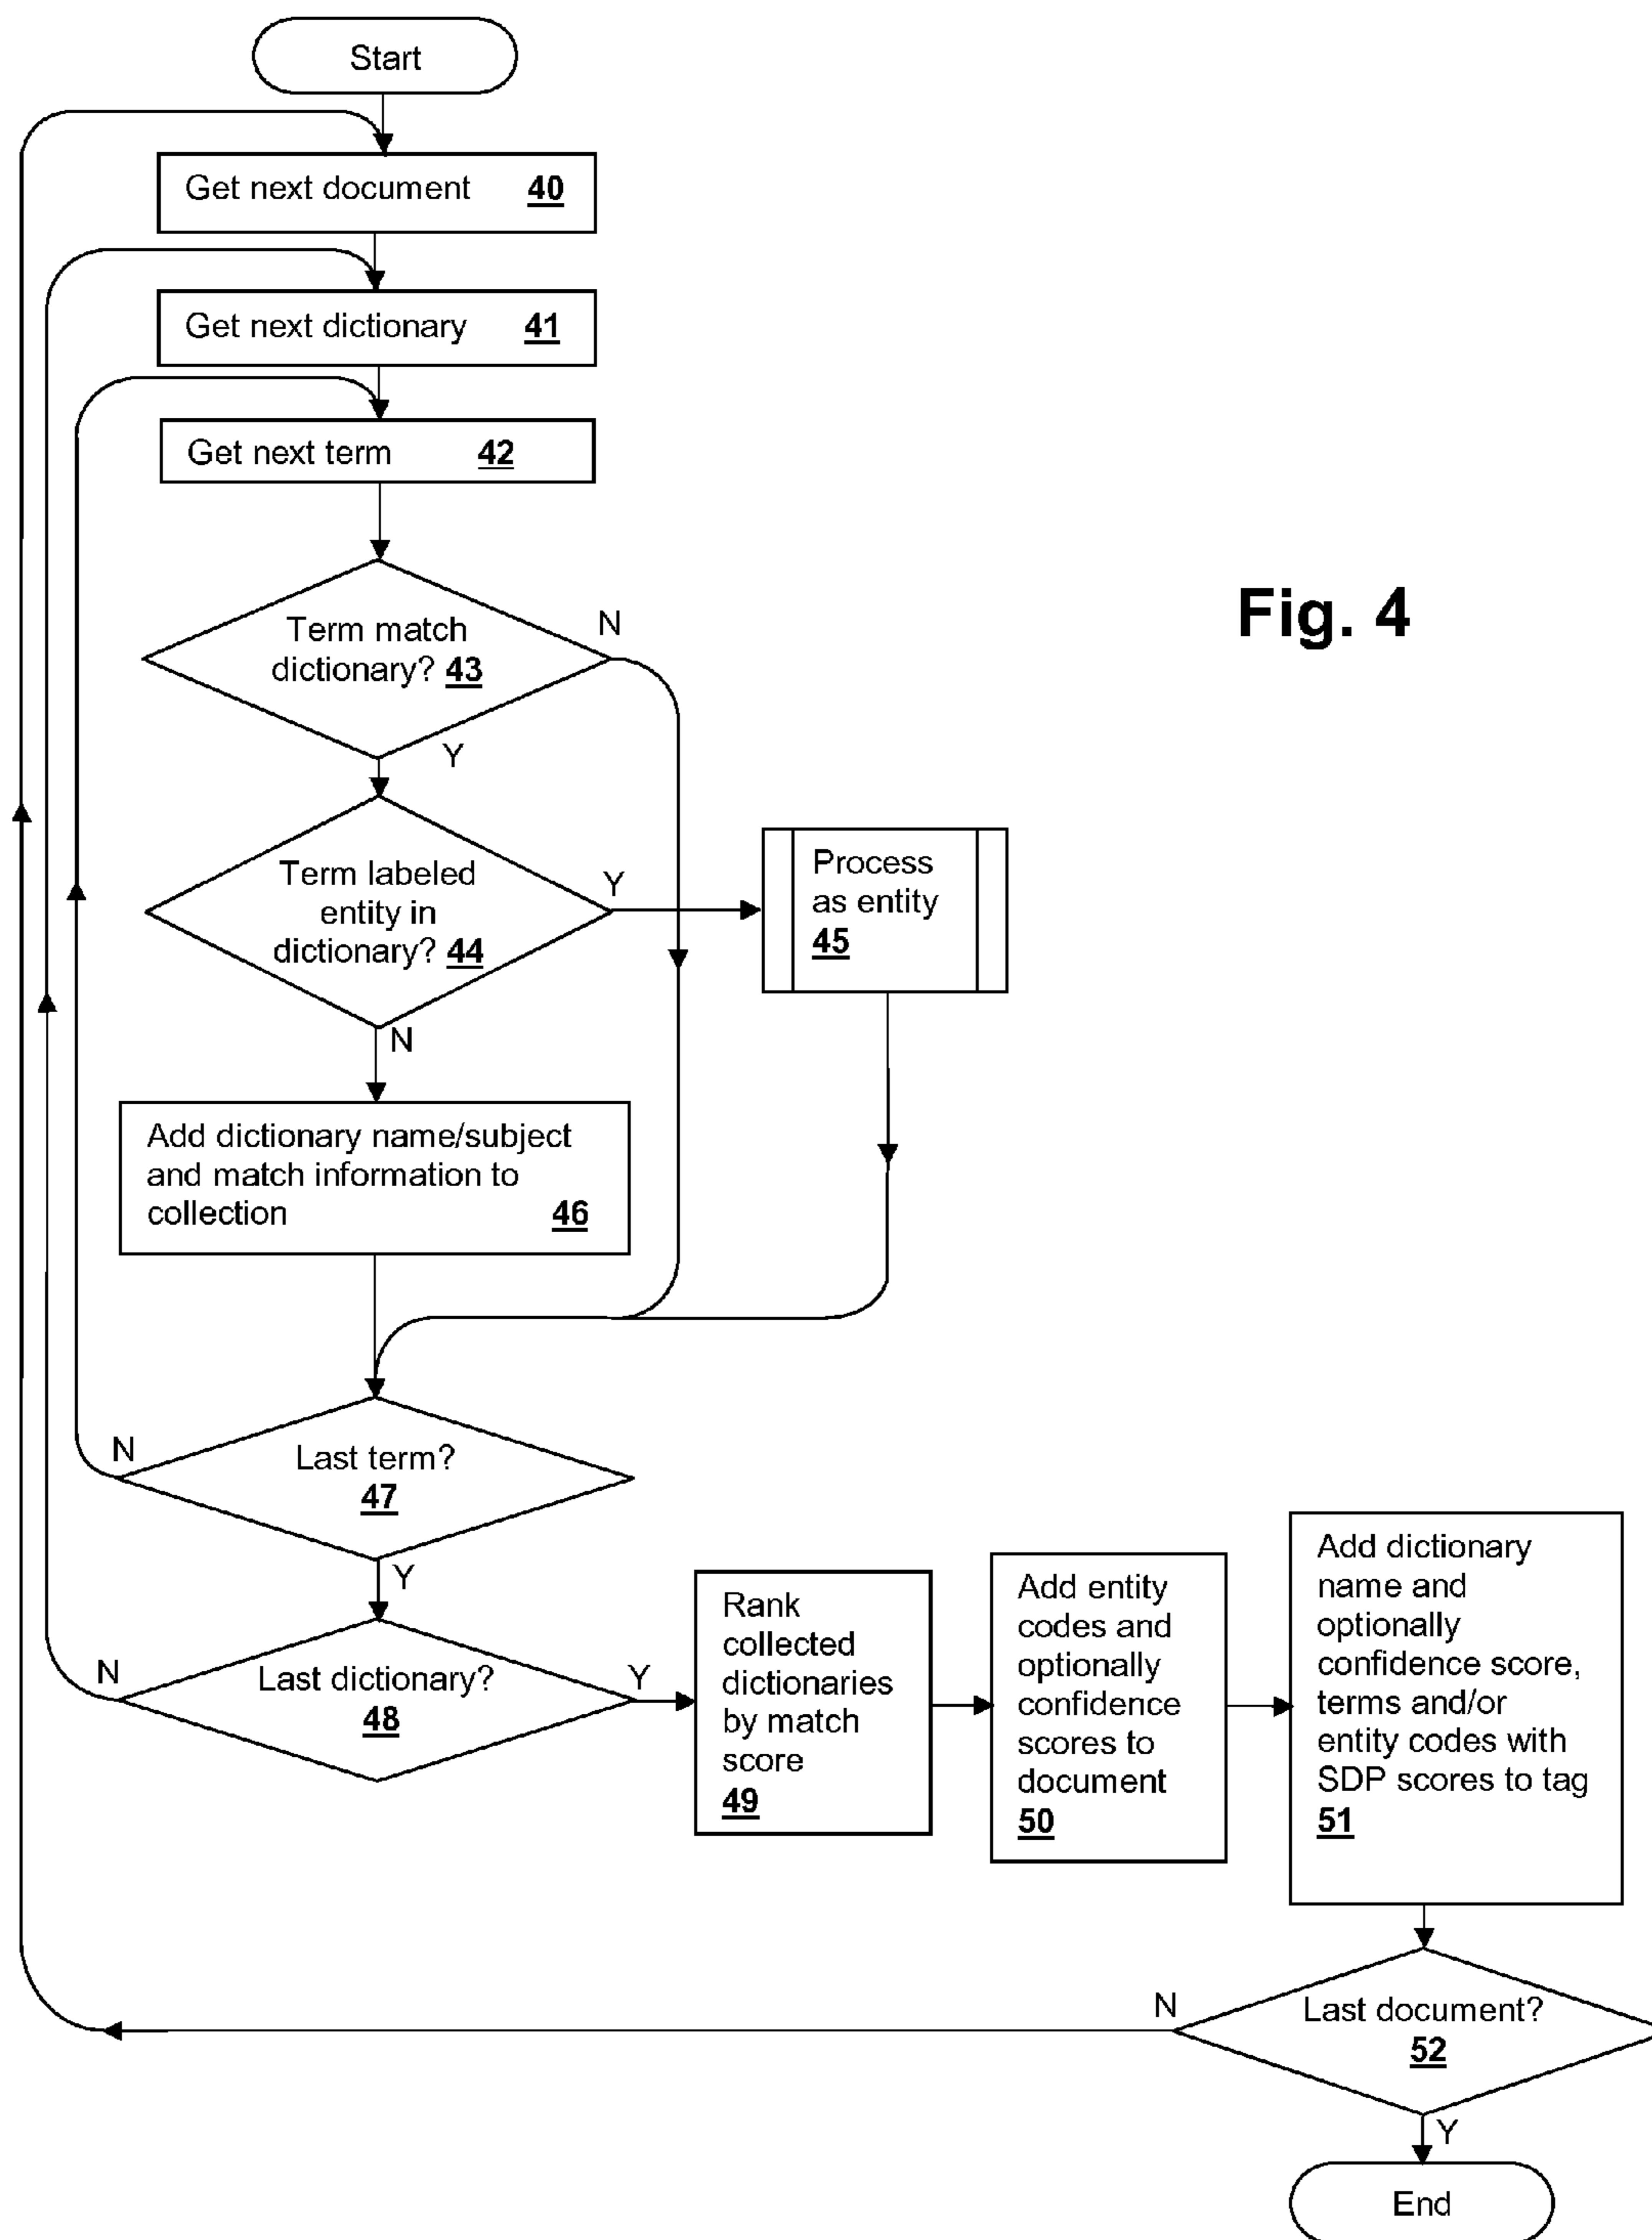 Start
Get next document 40
Get next dictionary 41
Get next term 42
Fig. 4
Term match
dictionary? 43
N
Y
Term labeled
entity in
dictionary? 44
Y
N
Process
as entity
45
Add dictionary name/subject
and match information to
collection 46
Last term?
47
N
Y
Last dictionary?
48
N
Y
Rank
collected
dictionaries
by match
score
49
Add entity
codes and
optionally
confidence
scores to
document
50
Add dictionary
name and
optionally
confidence score,
terms and/or
entity codes with
SDP scores to tag
51
Last document?
52
N
Y
End